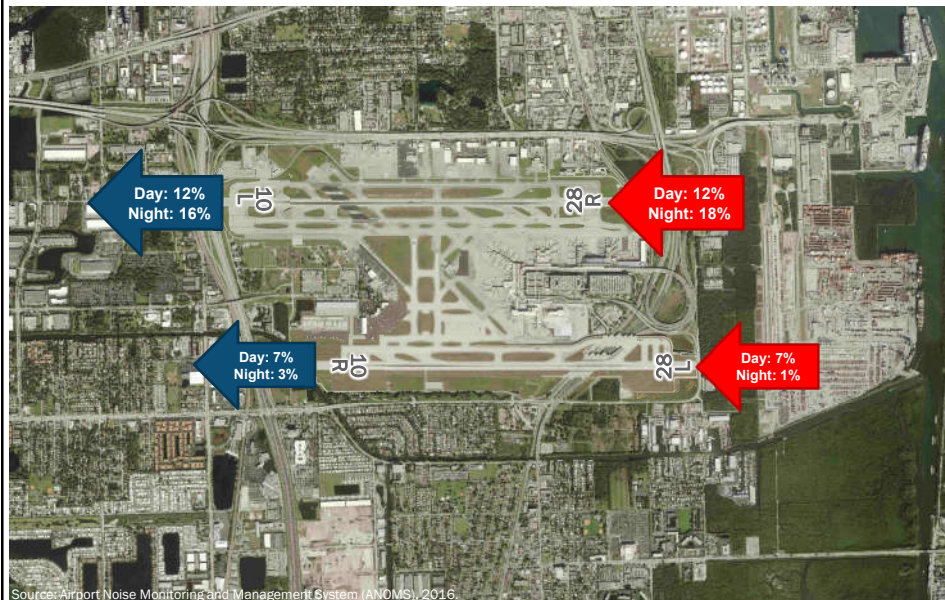 Day: 12%
Night: 16%
10
L
28
R
Day: 12%
Night: 18%
Day: 7%
Night: 3%
10
R
28
L
Day: 7%
Night: 1%
Source: Airport Noise Monitoring and Management System (ANOMS), 2016.